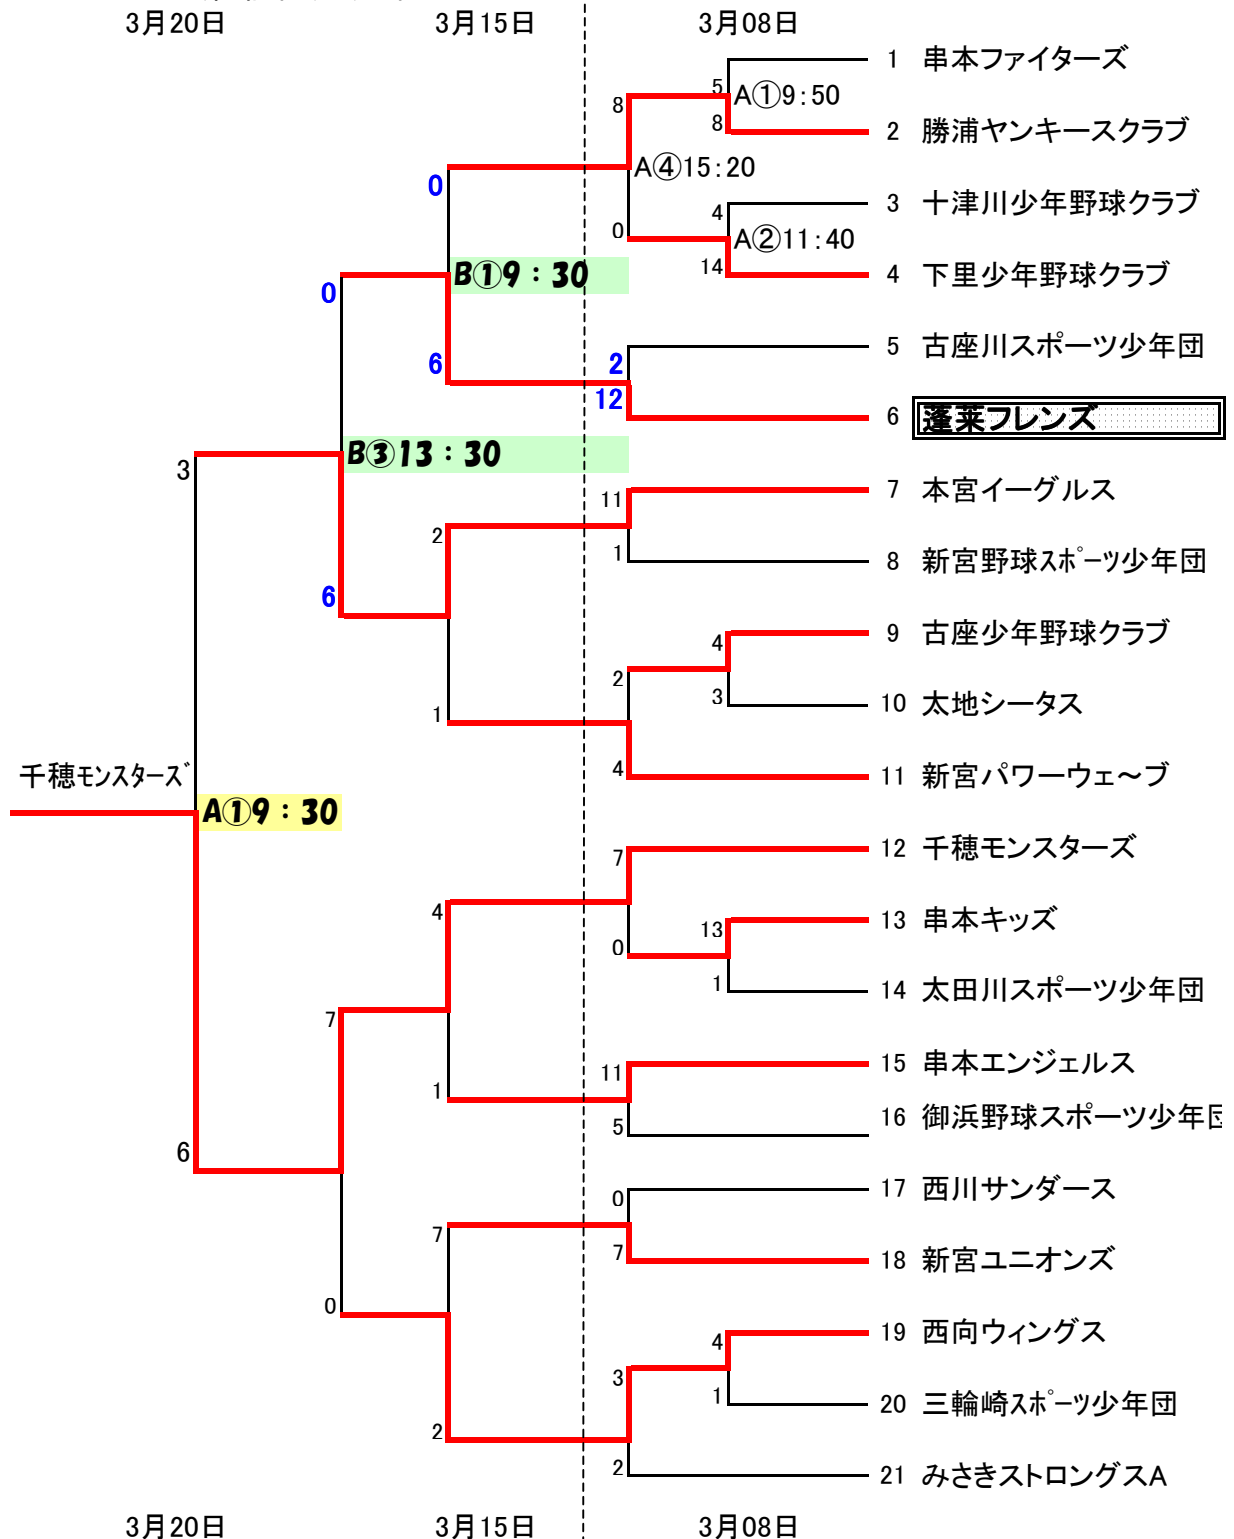 3月20日 3月15日 3月08日
1 串本ファイターズ
5
A①9:50
8
8
2 勝浦ヤンキースクラブ
A④15:20
0
3 十津川少年野球クラブ
4
A②11:40
0
14
4 下里少年野球クラブ
B①9:30
0
5 古座川スポーツ少年団
6
2
12
6 蓬莱フレンズ
B③13:30
3
7 本宮イーグルス
11
2
1
8 新宮野球スポーツ少年団
6
9 古座少年野球クラブ
4
2
3
10 太地シータス
1
4
11 新宮パワーウェ～ブ
千穂モンスターズ
A①9:30
12 千穂モンスターズ
7
4
13 串本キッズ
13
0
1
14 太田川スポーツ少年団
7
15 串本エンジェルス
11
1
5
16 御浜野球スポーツ少年団
6
17 西川サンダース
0
7
7
18 新宮ユニオンズ
0
19 西向ウィングス
4
3
1
20 三輪崎スポーツ少年団
2
2
21 みさきストロングスA
3月20日 3月15日 3月08日